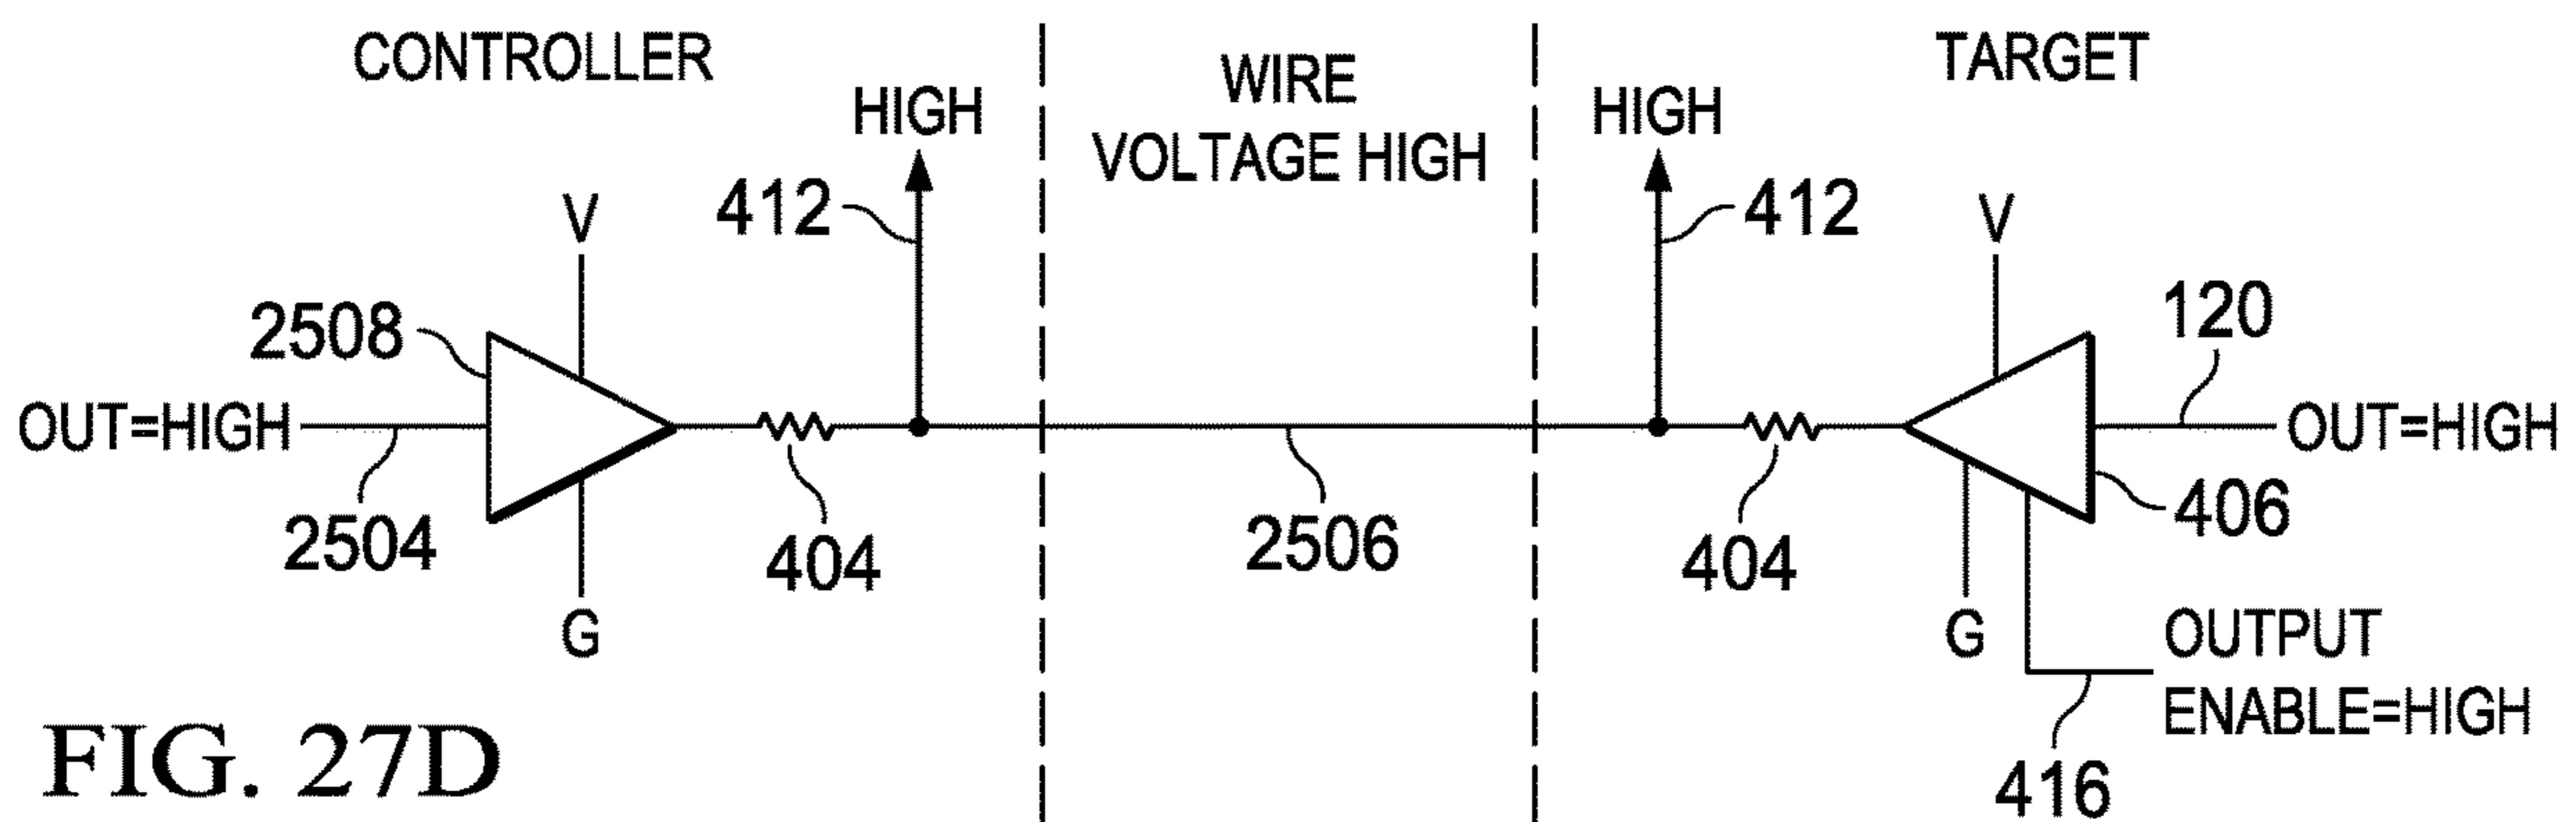 CONTROLLER
WIRE
VOLTAGE HIGH
TARGET
HIGH
HIGH
412
412
V
V
2508
120
OUT=HIGH
OUT=HIGH
2504
404
2506
404
406
G
G
OUTPUT
ENABLE=HIGH
416
FIG. 27D